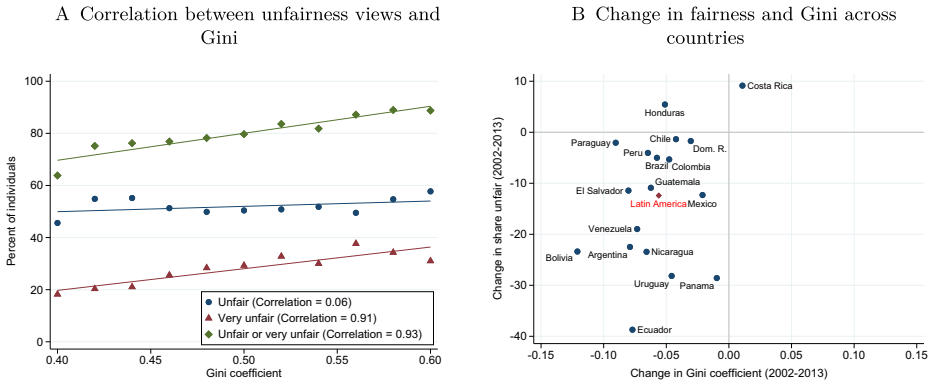 A Correlation between unfairness views and
Gini
100
80
60
40
20
0
Percent of individuals
0.40
0.45
0.50
0.55
0.60
Gini coefficient
Unfair (Correlation = 0.06)
Very unfair (Correlation = 0.91)
Unfair or very unfair (Correlation = 0.93)
B Change in fairness and Gini across
countries
10
0
-10
-20
-30
-40
Change in share unfair (2002-2013)
Costa Rica
Honduras
Paraguay
Chile
Dom. R.
Peru
Brazil
Colombia
Guatemala
El Salvador
Latin America
Mexico
Venezuela
Bolivia
Argentina
Nicaragua
Uruguay
Panama
Ecuador
-0.15
-0.10
-0.05
0.00
0.05
0.10
0.15
Change in Gini coefficient (2002-2013)